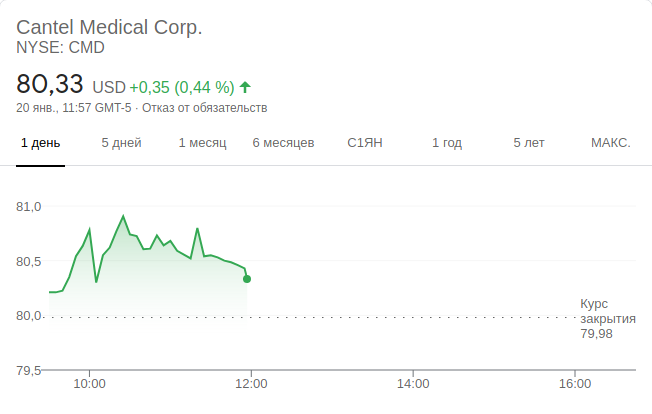 Cantel Medical Corp.
NYSE: CMD
80,33 USD +0,35 (0,44 %)
20 янв., 11:57 GMT-5 · Отказ от обязательств
1 день 5 дней 1 месяц 6 месяцев С1ЯН 1 год 5 лет МАКС.
81,0
80,5
80,0
Курс
закрытия
79,98
79,5
10:00 12:00 14:00 16:00